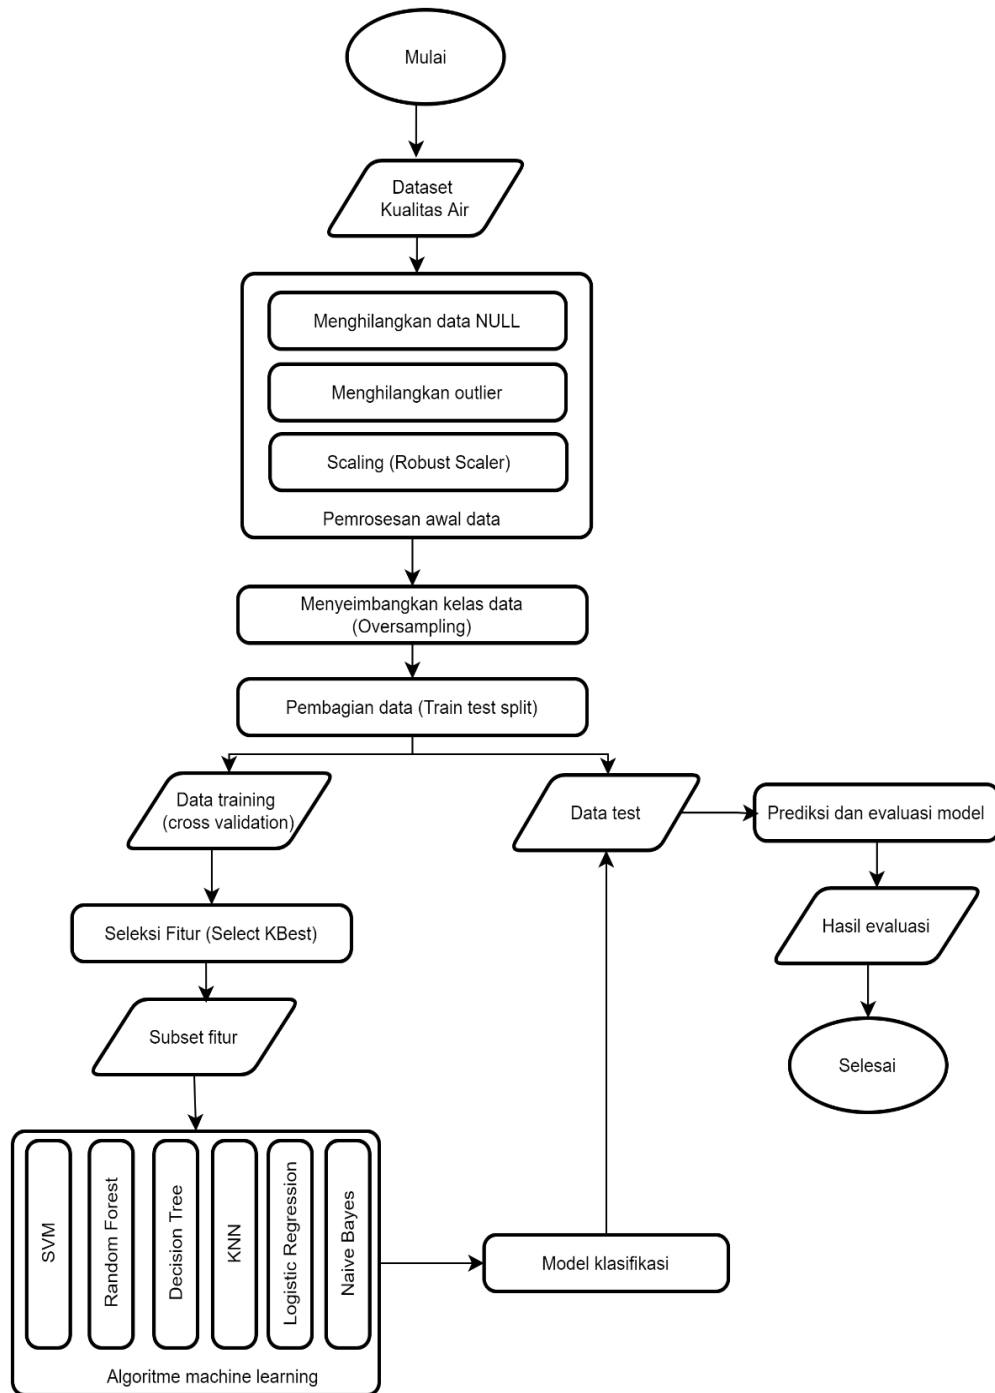 Mulai
Dataset
Kualitas Air
Menghilangkan data NULL
Menghilangkan outlier
Scaling (Robust Scaler)
Pemrosesan awal data
Menyeimbangkan kelas data
(Oversampling)
Pembagian data (Train test split)
Data training
(cross validation)
Data test
Prediksi dan evaluasi model
Seleksi Fitur (Select KBest)
Hasil evaluasi
Subset fitur
Selesai
SVM
Random Forest
Decision Tree
KNN
Logistic Regression
Naive Bayes
Model klasifikasi
Algoritme machine learning